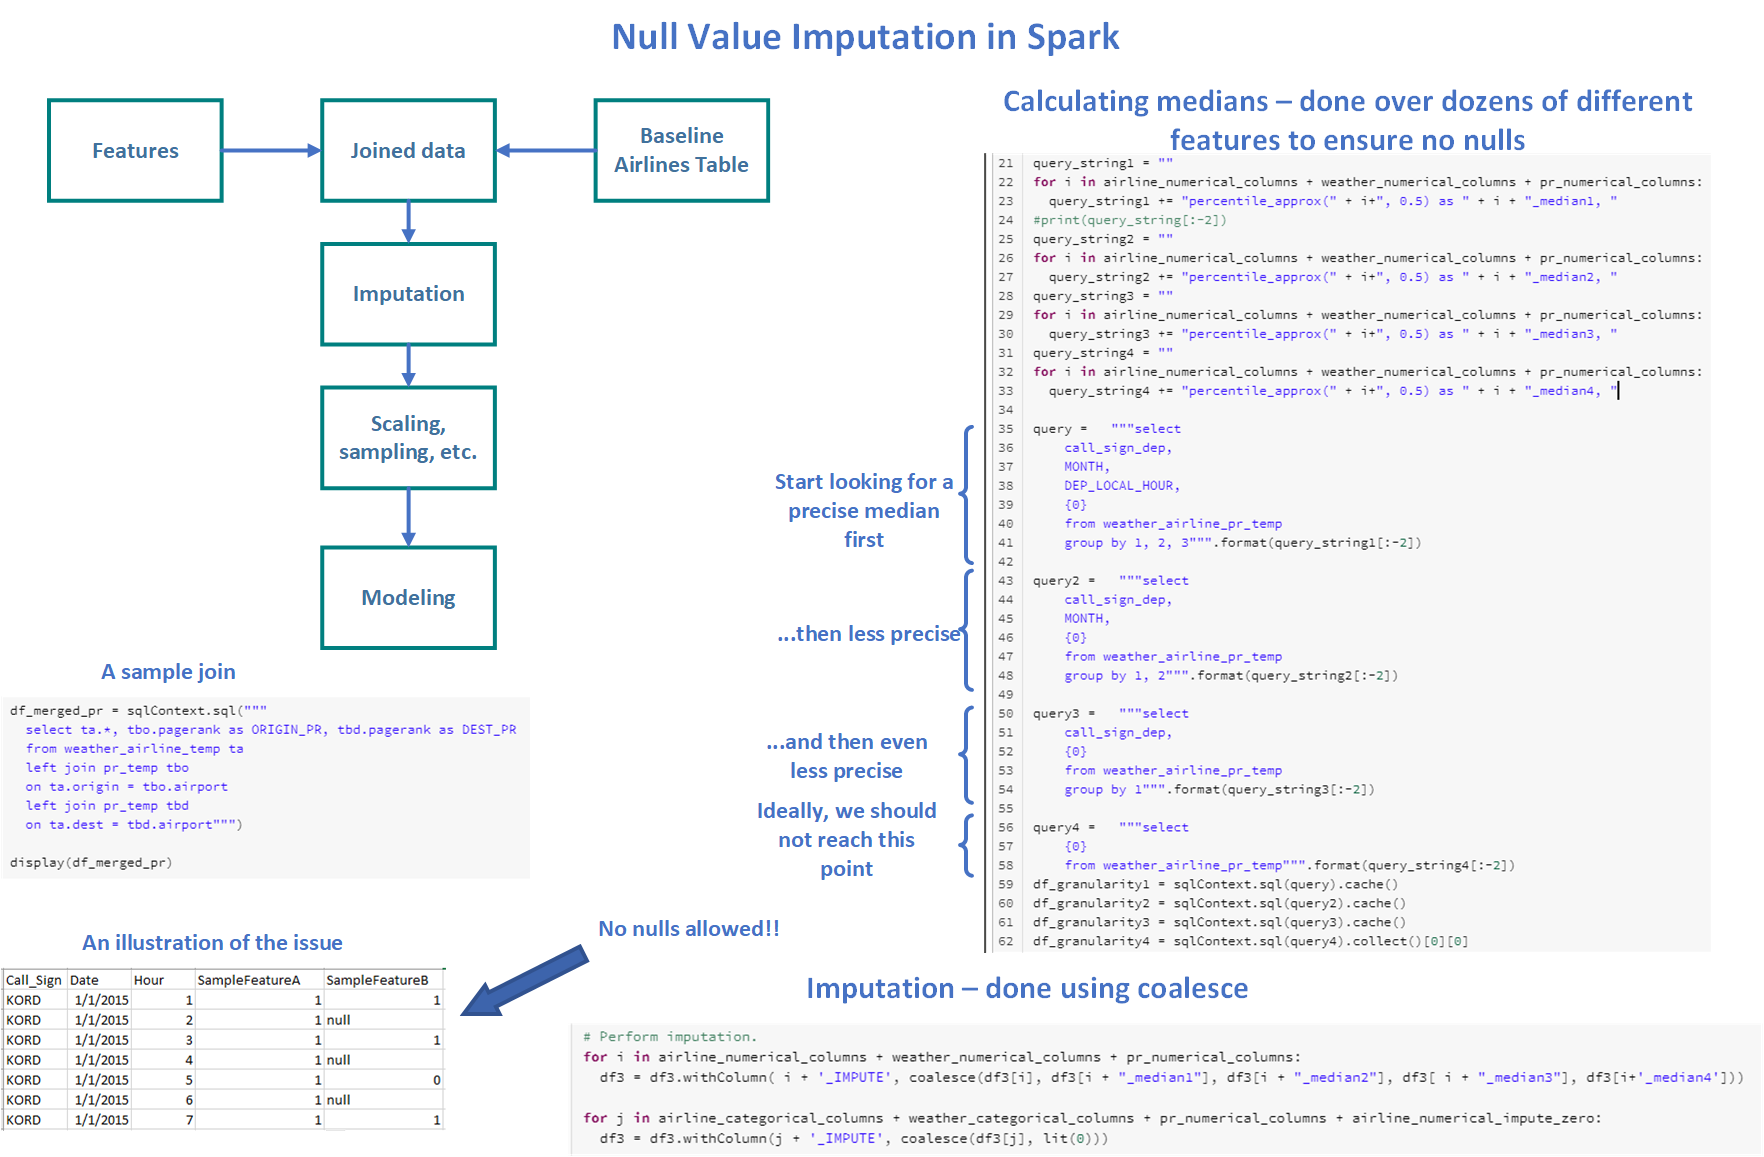 Null Value Imputation in Spark
Features
Joined data
Baseline
Airlines Table
Imputation
Scaling,
sampling, etc.
Modeling
A sample join
df_merged_pr = sqlContext.sql("""
select ta.*, tbo.pagerank as ORIGIN_PR, tbd.pagerank as DEST_PR
from weather_airline_temp ta
left join pr_temp tbo
on ta.origin = tbo.airport
left join pr_temp tbd
on ta.dest = tbd.airport""")
display(df_merged_pr)
An illustration of the issue
Call_Sign Date Hour SampleFeatureA SampleFeatureB
KORD 1/1/2015 1 1 1
KORD 1/1/2015 2 1 null
KORD 1/1/2015 3 1 1
KORD 1/1/2015 4 1 null
KORD 1/1/2015 5 1 0
KORD 1/1/2015 6 1 null
KORD 1/1/2015 7 1 1
No nulls allowed!!
Calculating medians – done over dozens of different
features to ensure no nulls
21 query_string1 = ""
22 for i in airline_numerical_columns + weather_numerical_columns + pr_numerical_columns:
23 query_string1 += "percentile_approx(" + i+", 0.5) as " + i + "_median1, "
24 #print(query_string[:-2])
25 query_string2 = ""
26 for i in airline_numerical_columns + weather_numerical_columns + pr_numerical_columns:
27 query_string2 += "percentile_approx(" + i+", 0.5) as " + i + "_median2, "
28 query_string3 = ""
29 for i in airline_numerical_columns + weather_numerical_columns + pr_numerical_columns:
30 query_string3 += "percentile_approx(" + i+", 0.5) as " + i + "_median3, "
31 query_string4 = ""
32 for i in airline_numerical_columns + weather_numerical_columns + pr_numerical_columns:
33 query_string4 += "percentile_approx(" + i+", 0.5) as " + i + "_median4, "
34
35 query = """select
36 call_sign_dep,
37 MONTH,
38 DEP_LOCAL_HOUR,
39 {0}
40 from weather_airline_pr_temp
41 group by 1, 2, 3""".format(query_string1[:-2])
42
43 query2 = """select
44 call_sign_dep,
45 MONTH,
46 {0}
47 from weather_airline_pr_temp
48 group by 1, 2""".format(query_string2[:-2])
49
50 query3 = """select
51 call_sign_dep,
52 {0}
53 from weather_airline_pr_temp
54 group by 1""".format(query_string3[:-2])
55
56 query4 = """select
57 {0}
58 from weather_airline_pr_temp""".format(query_string4[:-2])
59 df_granularity1 = sqlContext.sql(query).cache()
60 df_granularity2 = sqlContext.sql(query2).cache()
61 df_granularity3 = sqlContext.sql(query3).cache()
62 df_granularity4 = sqlContext.sql(query4).collect()[0][0]
Start looking for a
precise median
first
...then less precise
...and then even
less precise
Ideally, we should
not reach this
point
Imputation – done using coalesce
# Perform imputation.
for i in airline_numerical_columns + weather_numerical_columns + pr_numerical_columns:
df3 = df3.withColumn( i + '_IMPUTE', coalesce(df3[i], df3[i + "_median1"], df3[i + "_median2"], df3[ i + "_median3"], df3[i+'_median4']))
for j in airline_categorical_columns + weather_categorical_columns + pr_numerical_columns + airline_numerical_impute_zero:
df3 = df3.withColumn(j + '_IMPUTE', coalesce(df3[j], lit(0)))